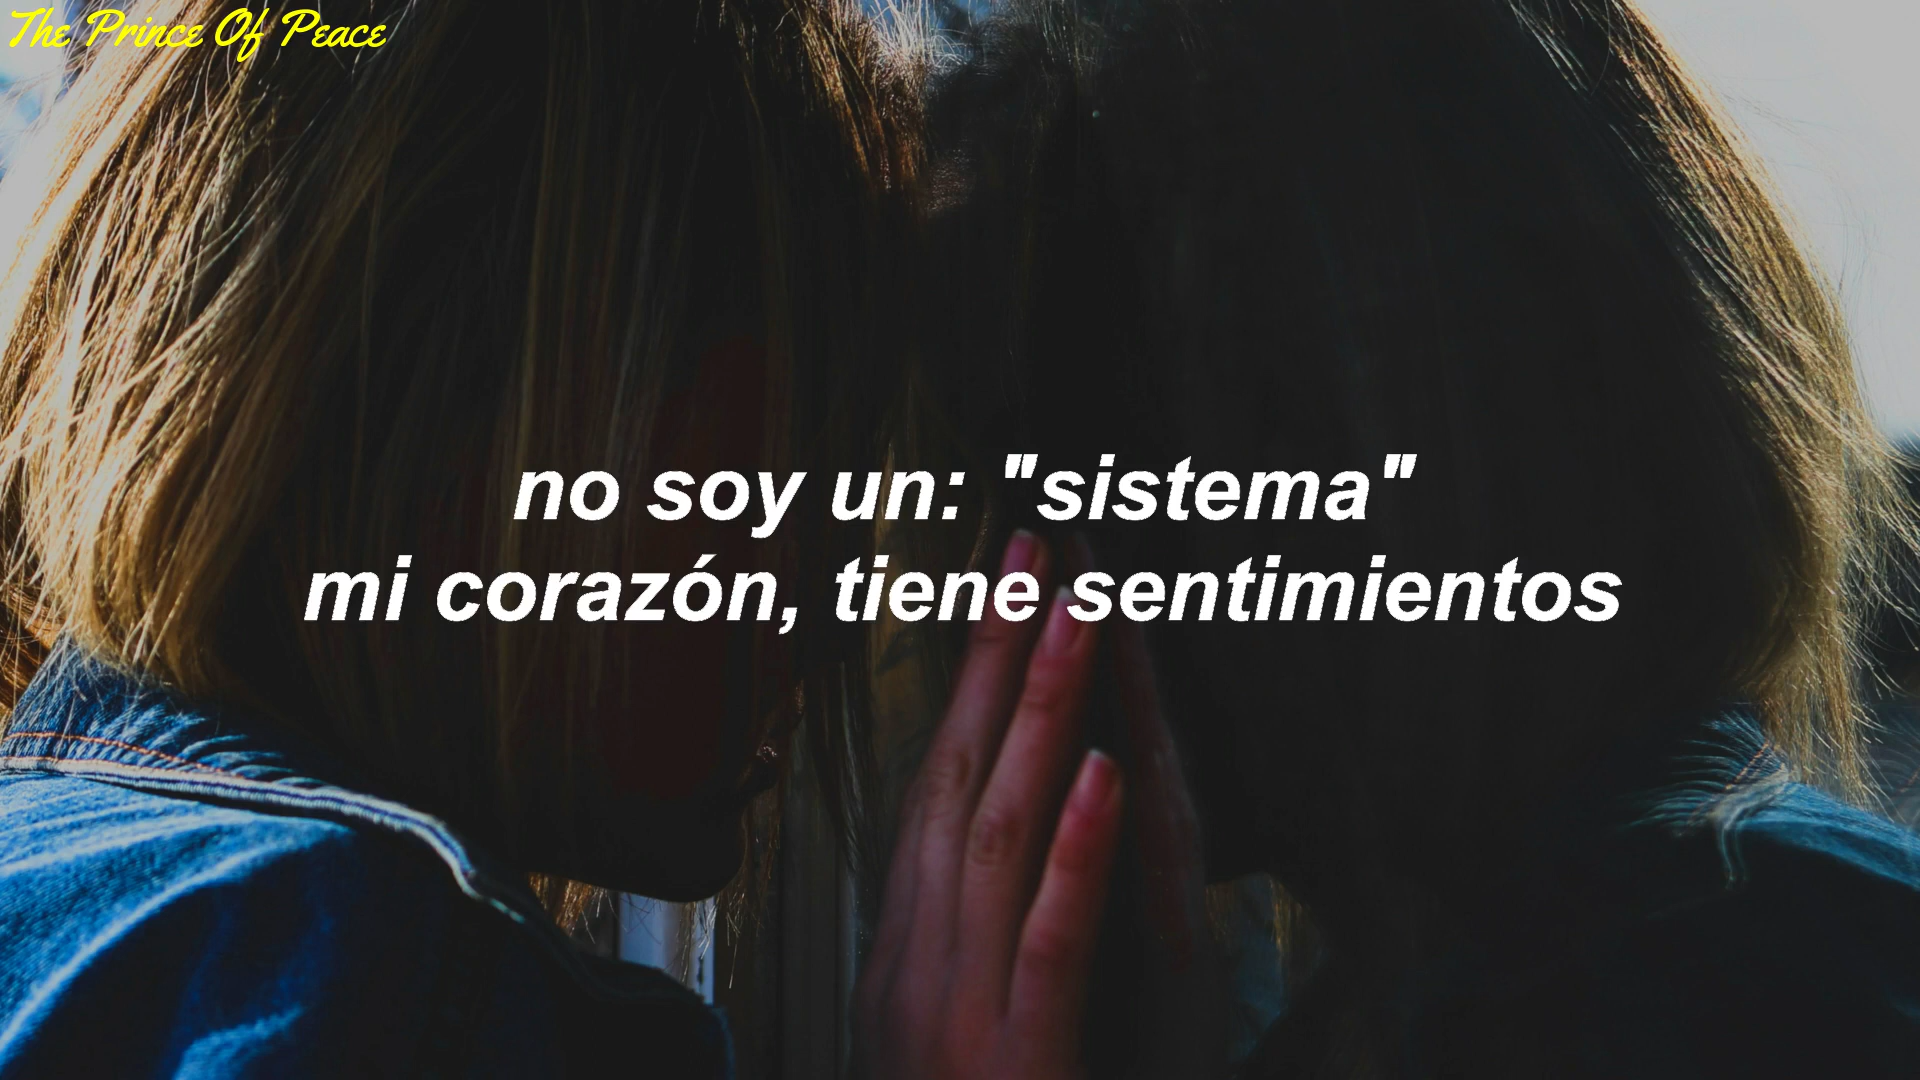 The Prince Of Peace
no soy un: "sistema"
mi corazón, tiene sentimientos